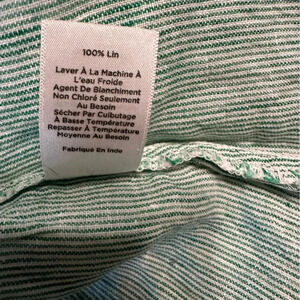 100% Lin
Laver À La Machine À
L'eau Froide
Agent De Blanchiment
Non Chloré Seulement
Au Besoin
Sécher Par Culbutage
À Basse Température
Repasser À Température
Moyenne Au Besoin
Fabriqué En Inde